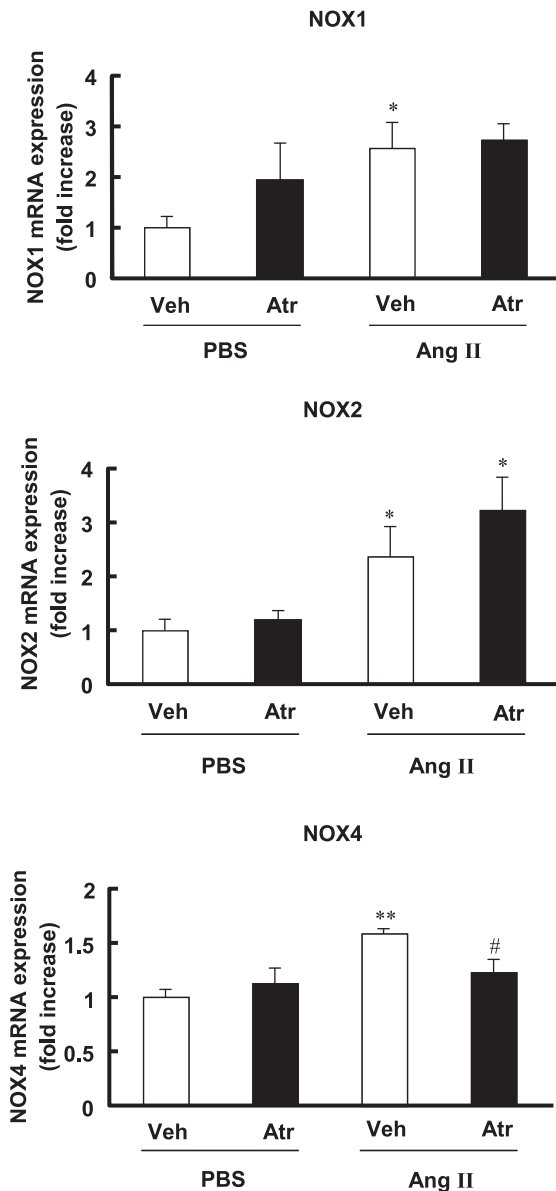 NOX1
NOX1 mRNA expression
(fold increase)
4
3
2
1
0
*
Veh
Atr
Veh
Atr
PBS
Ang II
NOX2
NOX2 mRNA expression
(fold increase)
4
3
2
1
0
*
*
Veh
Atr
Veh
Atr
PBS
Ang II
NOX4
NOX4 mRNA expression
(fold increase)
2
1.5
1
0.5
0
**
#
Veh
Atr
Veh
Atr
PBS
Ang II